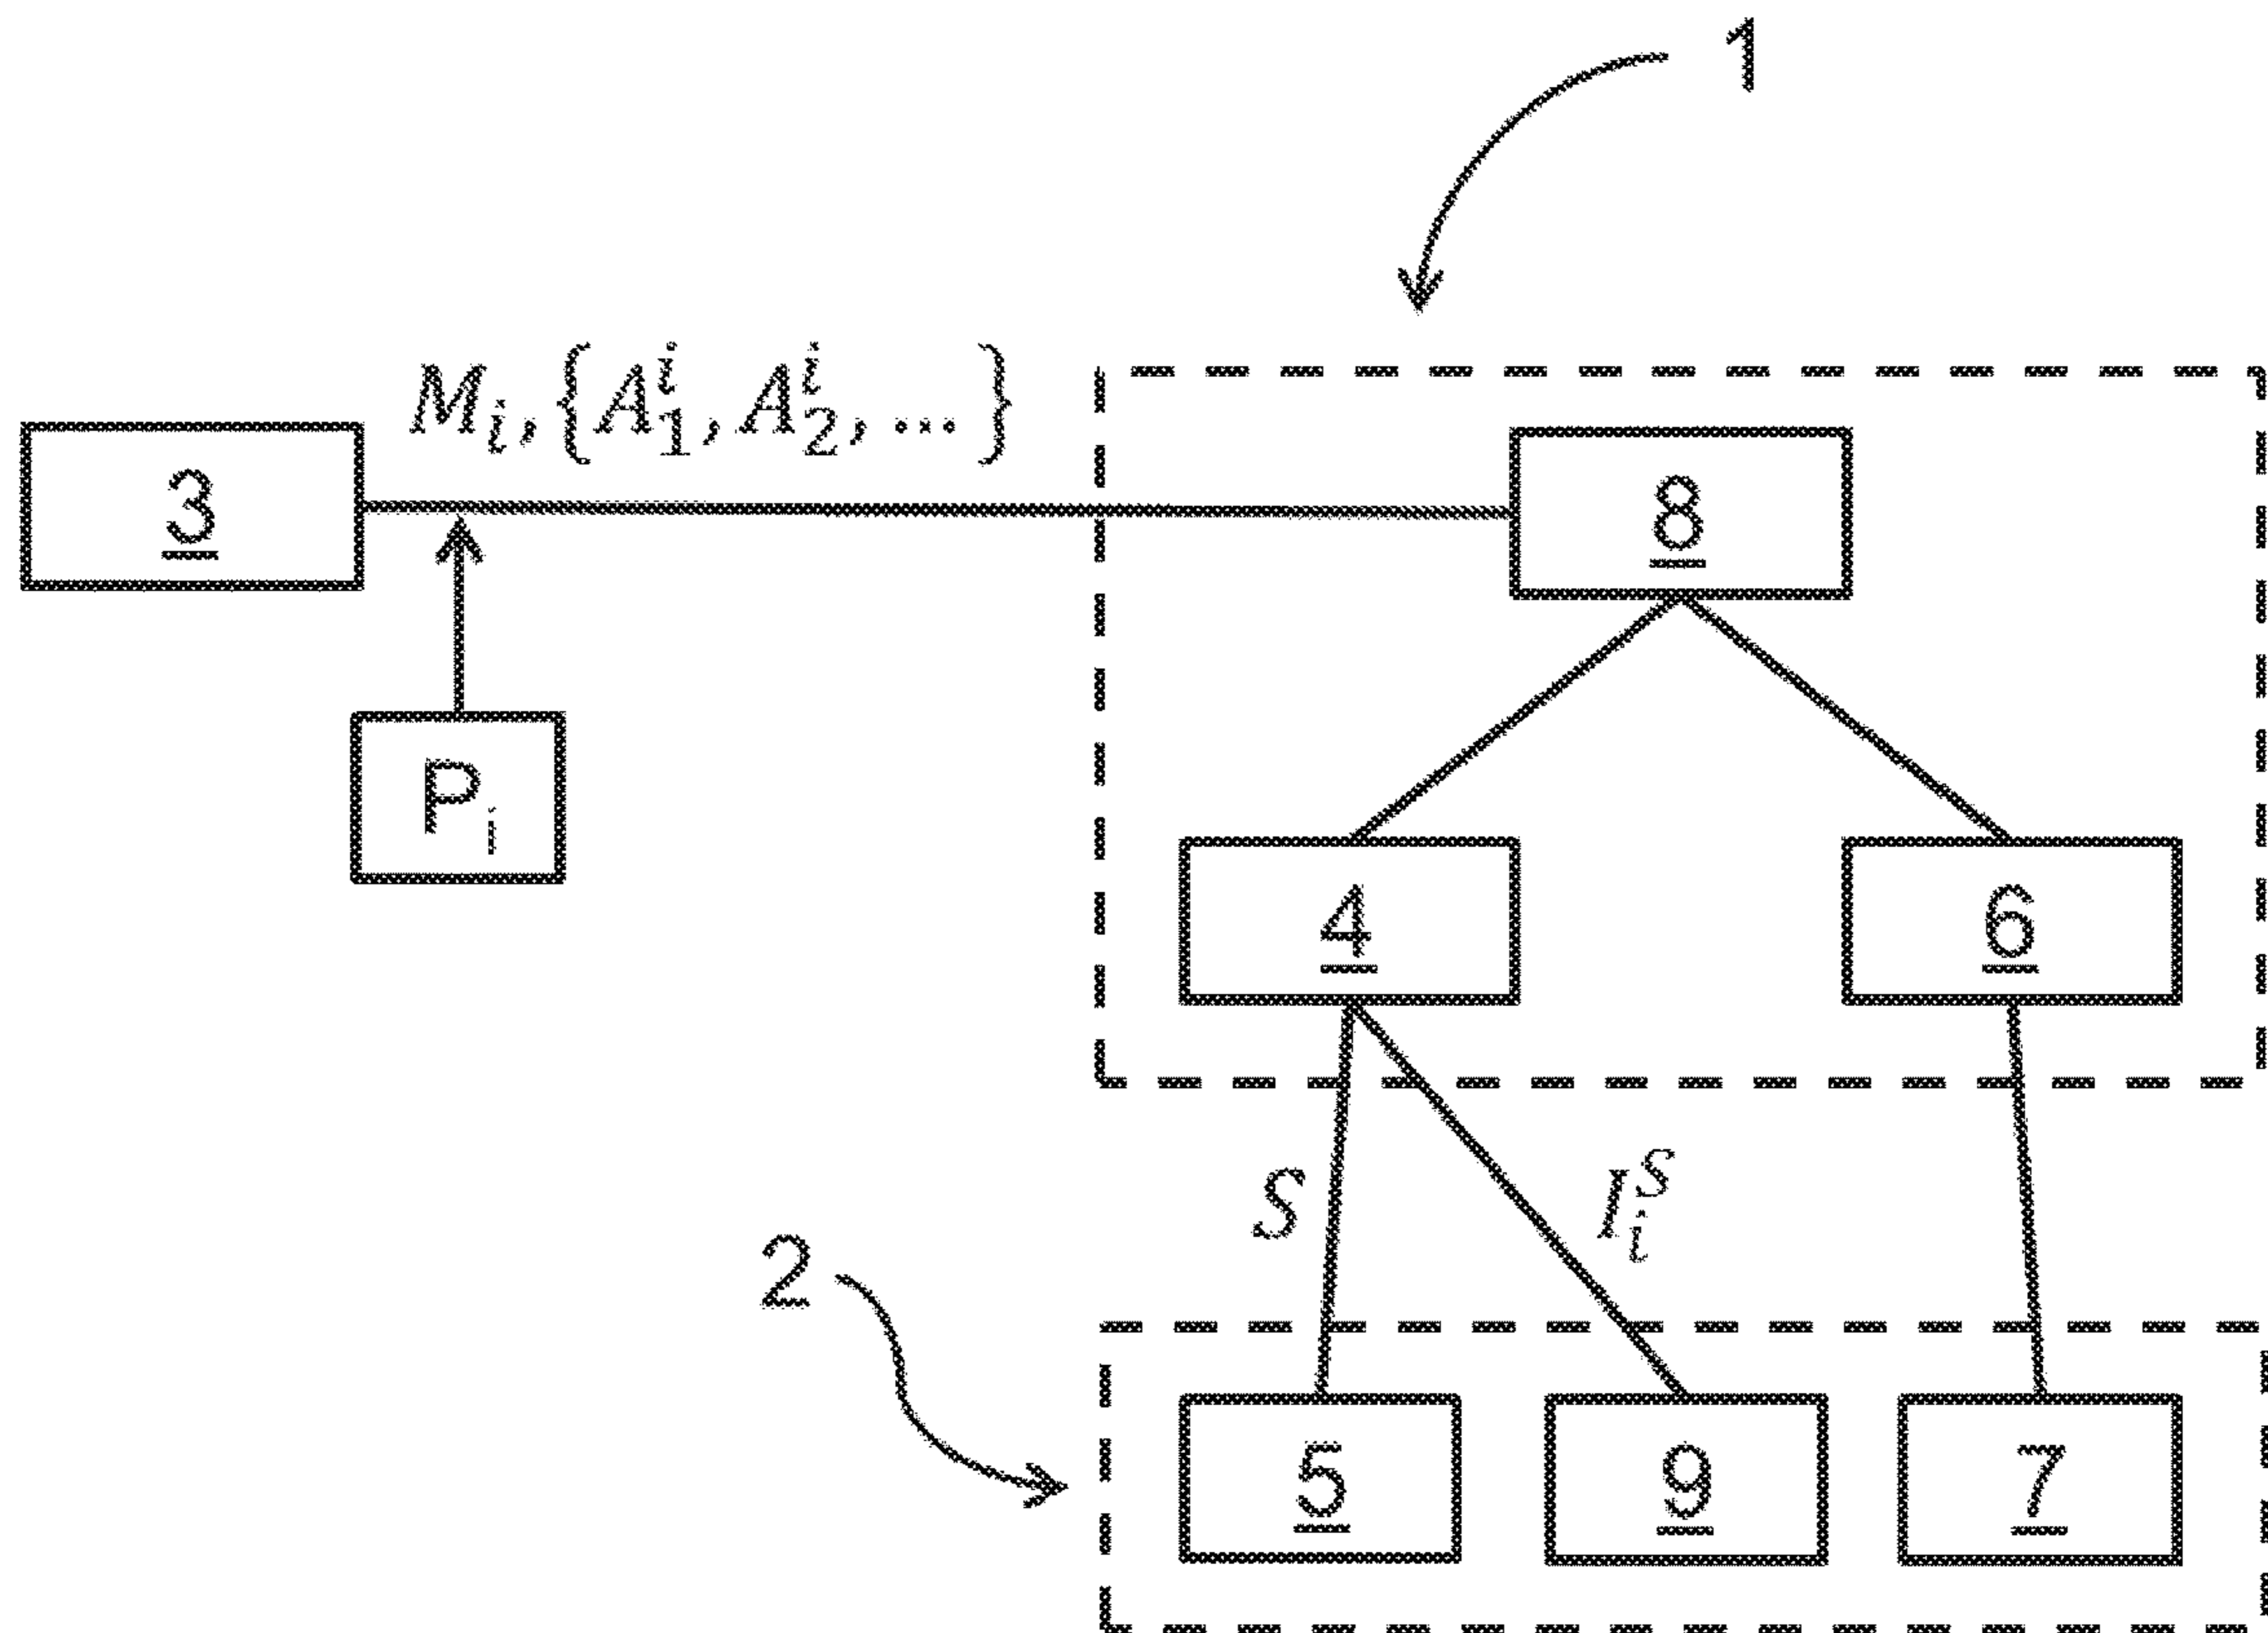 1
M_i, {A_1^i, A_2^i, ...}
3
8
P_i
4
6
S
I_i^S
2
5
9
7